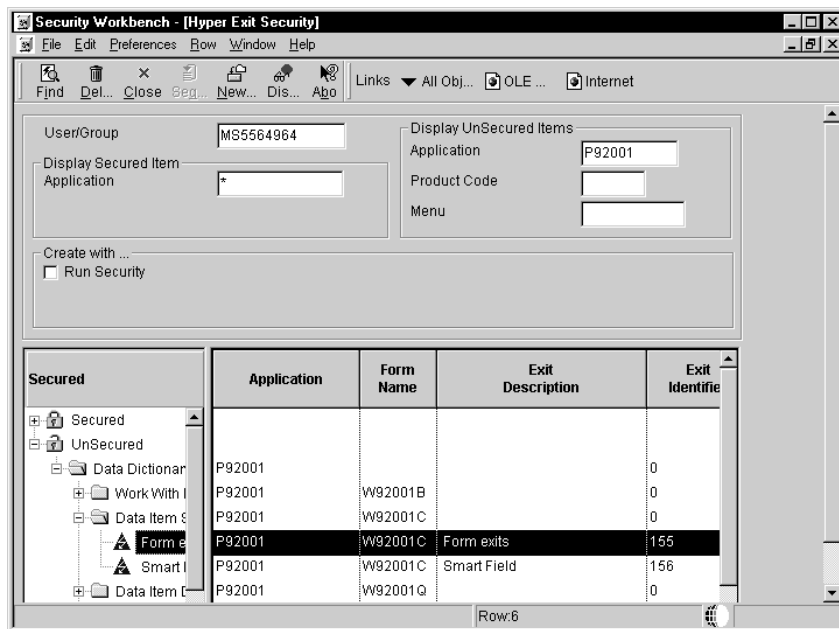 Security Workbench - [Hyper Exit Security]
File Edit Preferences Row Window Help
Find Del... Close Seq... New... Dis... Abo Links All Obj... OLE ... Internet
User/Group MS5564964
Display Secured Item
Application *
Display UnSecured Items
Application P92001
Product Code
Menu
Create with ...
Run Security
Secured Application Form Name Exit Description Exit Identifie
Secured
UnSecured
Data Dictionar P92001 0
Work With P92001 W92001B 0
Data Item S P92001 W92001C 0
Form e P92001 W92001C Form exits 155
Smart P92001 W92001C Smart Field 156
Data Item D P92001 W92001Q 0
Row:6